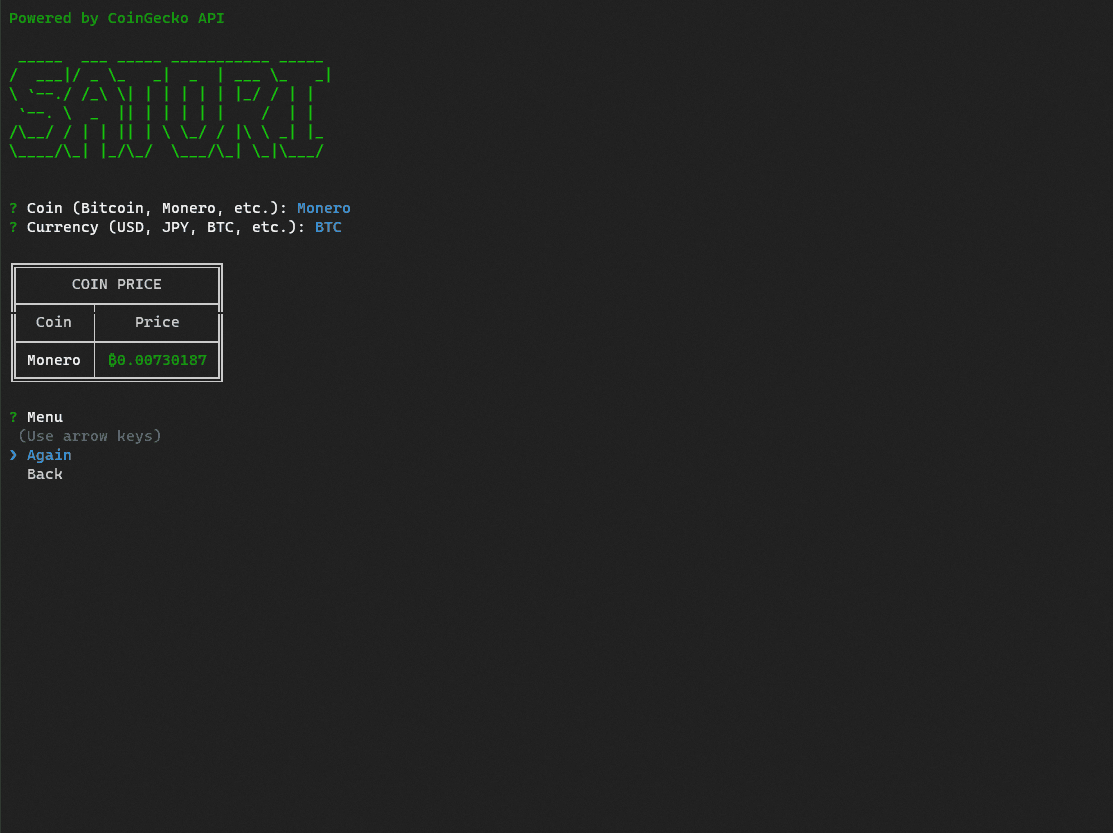 Powered by CoinGecko API
SATORI
? Coin (Bitcoin, Monero, etc.): Monero
? Currency (USD, JPY, BTC, etc.): BTC
COIN PRICE
Coin Price
Monero ₿0.00730187
? Menu
(Use arrow keys)
❯ Again
Back